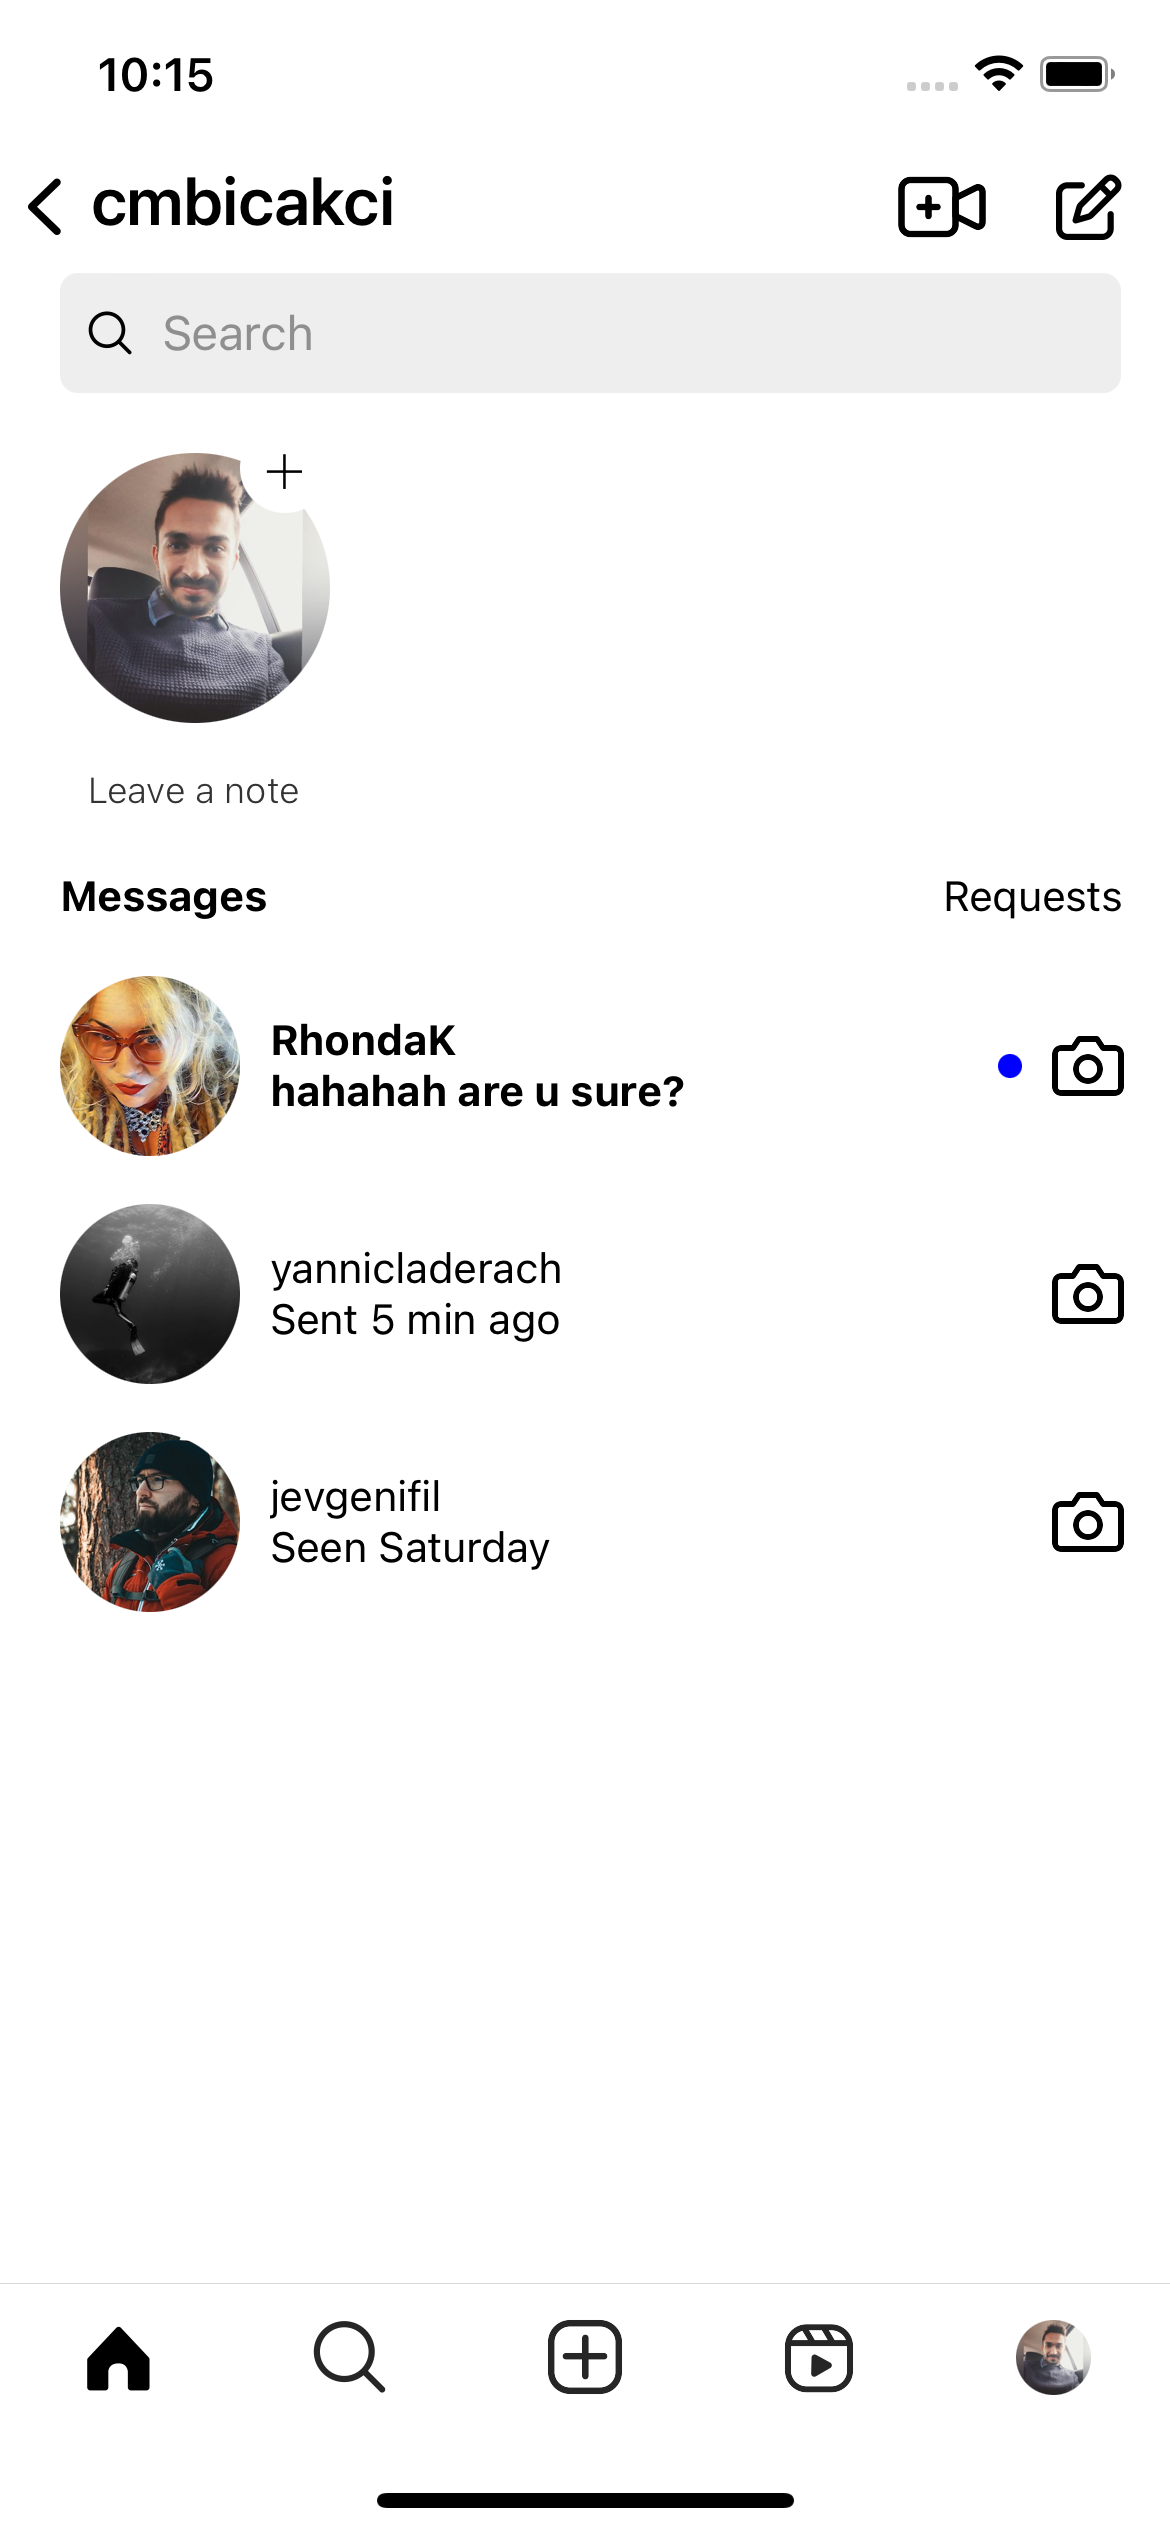 10:15
cmbicakci
Search
Leave a note
Messages
Requests
RhondaK
hahahah are u sure?
yannicladerach
Sent 5 min ago
jevgenifil
Seen Saturday